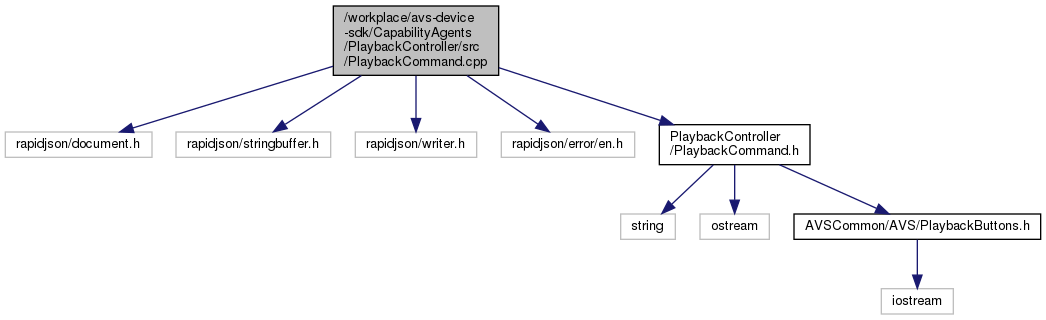 /workplace/avs-device
-sdk/CapabilityAgents
/PlaybackController/src
/PlaybackCommand.cpp
rapidjson/document.h
rapidjson/stringbuffer.h
rapidjson/writer.h
rapidjson/error/en.h
PlaybackController
/PlaybackCommand.h
string
ostream
AVSCommon/AVS/PlaybackButtons.h
iostream